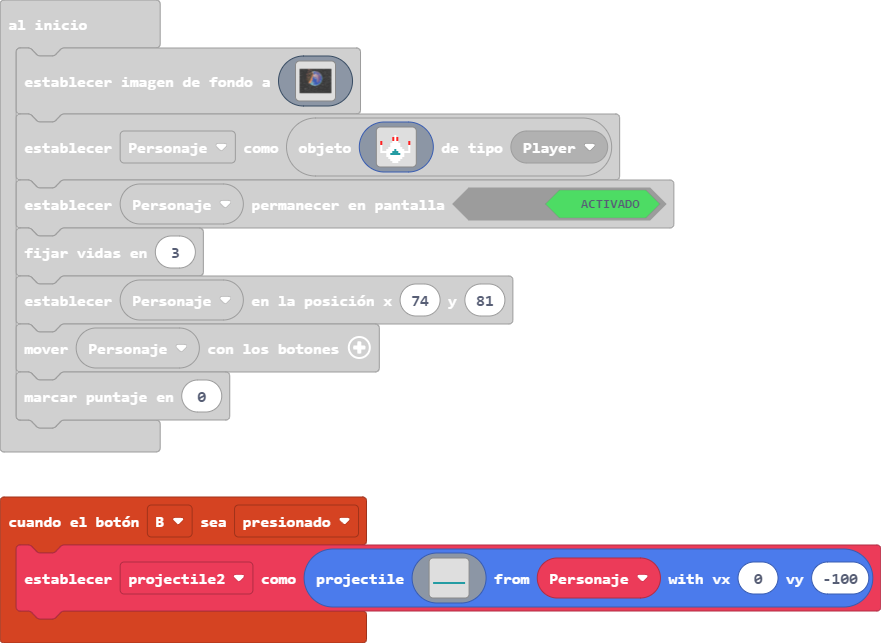 al inicio
establecer imagen de fondo a
establecer Personaje como objeto de tipo Player
establecer Personaje permanecer en pantalla ACTIVADO
fijar vidas en 3
establecer Personaje en la posición x 74 y 81
mover Personaje con los botones
marcar puntaje en 0
cuando el botón B sea presionado
establecer projectile2 como projectile from Personaje with vx 0 vy -100